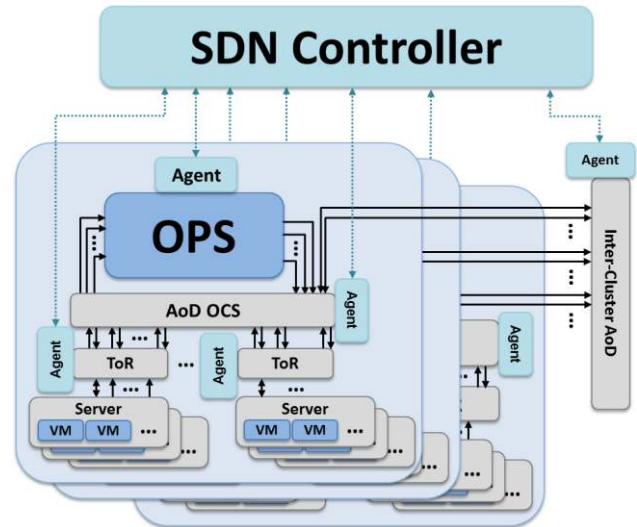 SDN Controller
Agent
Agent
OPS
Inter-Cluster AoD
AoD OCS
Agent
Agent
ToR
...
Agent
ToR
Agent
Server
Server
VM VM ...
VM VM ...